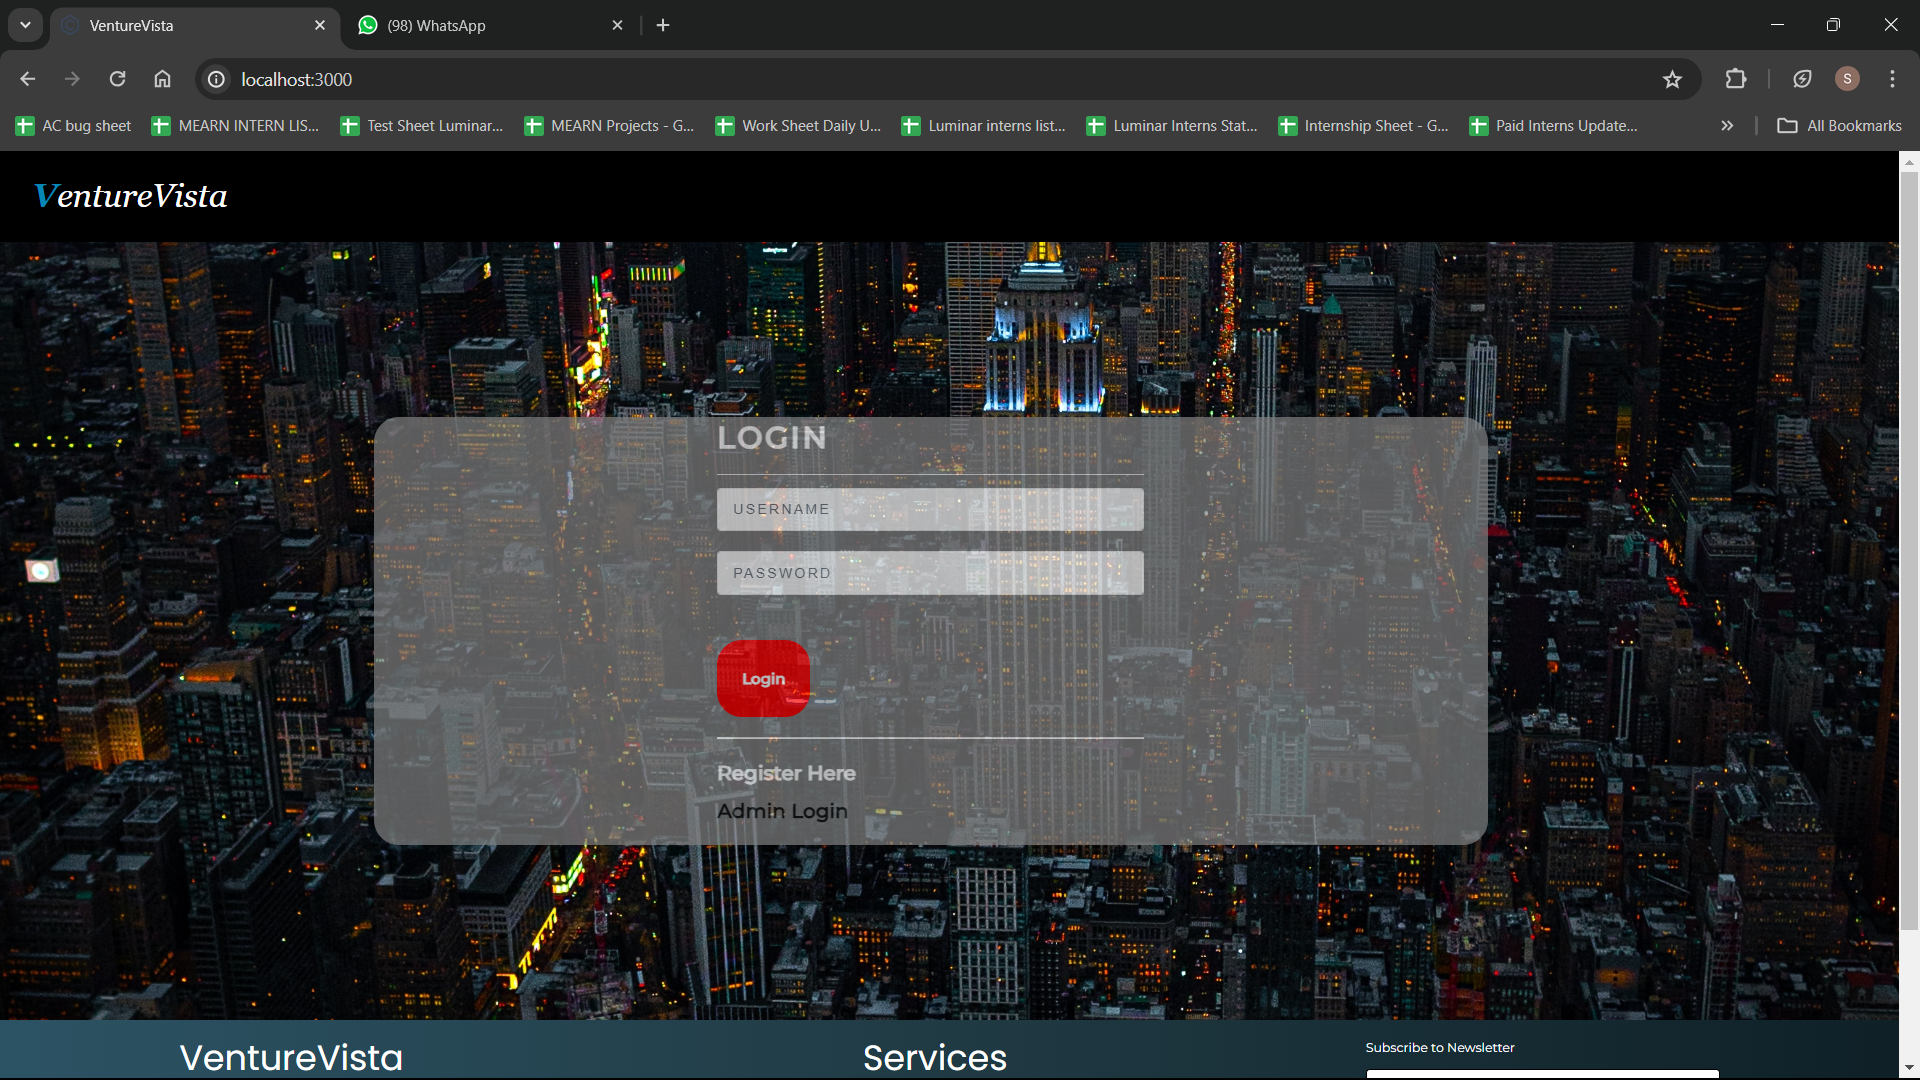 VentureVista
(98) WhatsApp
localhost:3000
S
AC bug sheet
MEARN INTERN LIS...
Test Sheet Luminar...
MEARN Projects - G...
Work Sheet Daily U...
Luminar interns list...
Luminar Interns Stat...
Internship Sheet - G...
Paid Interns Update...
All Bookmarks
VentureVista
LOGIN
USERNAME
PASSWORD
Login
Register Here
Admin Login
VentureVista
Services
Subscribe to Newsletter